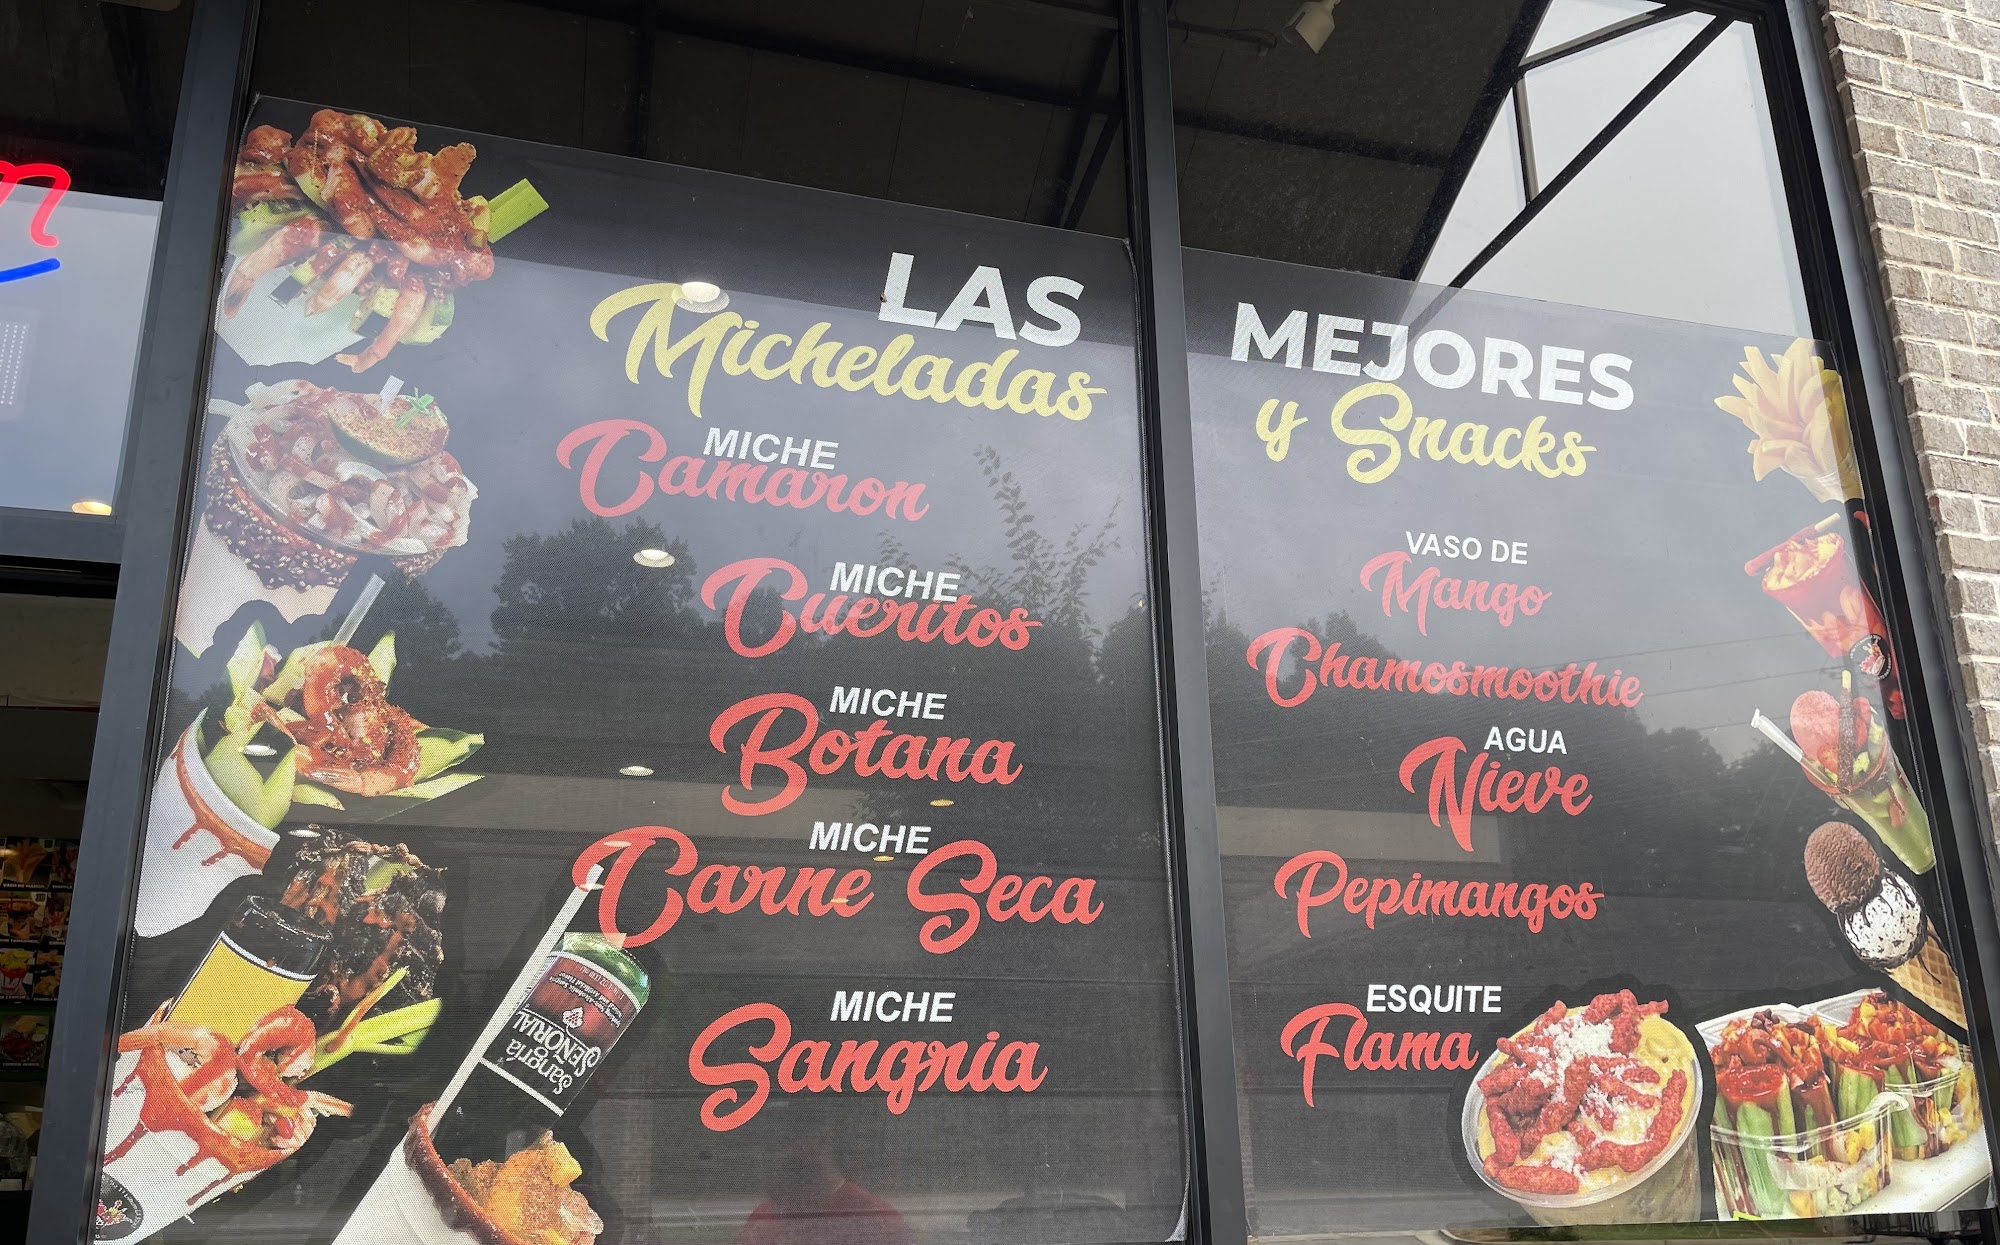 LAS MEJORES
Micheladas y Snacks
MICHE
Camaron
MICHE
Cueritos
MICHE
Botana
MICHE
Carne Seca
MICHE
Sangria
VASO DE
Mango
Chamosmoothie
AGUA
Nieve
Pepimangos
ESQUITE
Flama
Sangría
SEÑORIAL